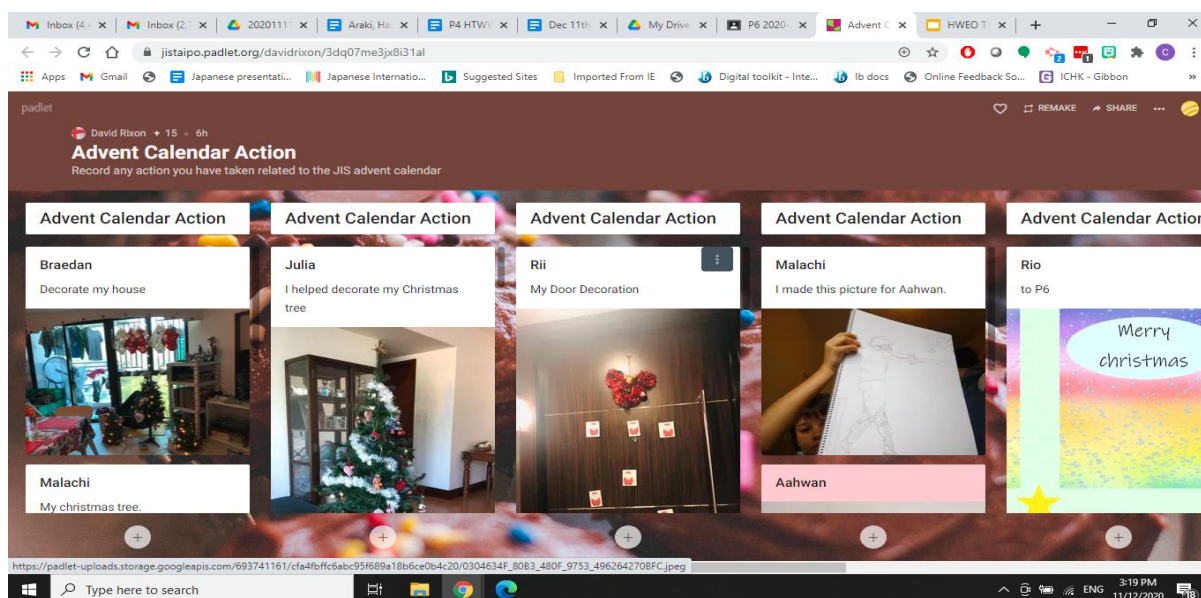 Inbox (4,
Inbox (2,
2020111
Araki, Ha
P4 HTW
Dec 11th
My Drive
P6 2020-
Advent C
HWEO T
jistaipo.padlet.org/davidrixon/3dq07me3jx8i31al
Apps
Gmail
Japanese presentati...
Japanese Internatio...
Suggested Sites
Imported From IE
Digital toolkit - Inte...
Ib docs
Online Feedback So...
ICHK - Gibbon
padlet
REMAKE
SHARE
David Rixon + 15 • 6h
Advent Calendar Action
Record any action you have taken related to the JIS advent calendar
Advent Calendar Action
Braedan
Decorate my house
Malachi
My christmas tree.
Advent Calendar Action
Julia
I helped decorate my Christmas
tree
Advent Calendar Action
Rii
My Door Decoration
Advent Calendar Action
Malachi
I made this picture for Aahwan.
Aahwan
Advent Calendar Action
Rio
to P6
Merry
christmas
https://padlet-uploads.storage.googleapis.com/693741161/cfa4fbffc6abc95f689a18b6ce0b4c20/0304634F_80B3_480F_9753_496264270BFC.jpeg
Type here to search
ENG
3:19 PM
11/12/2020